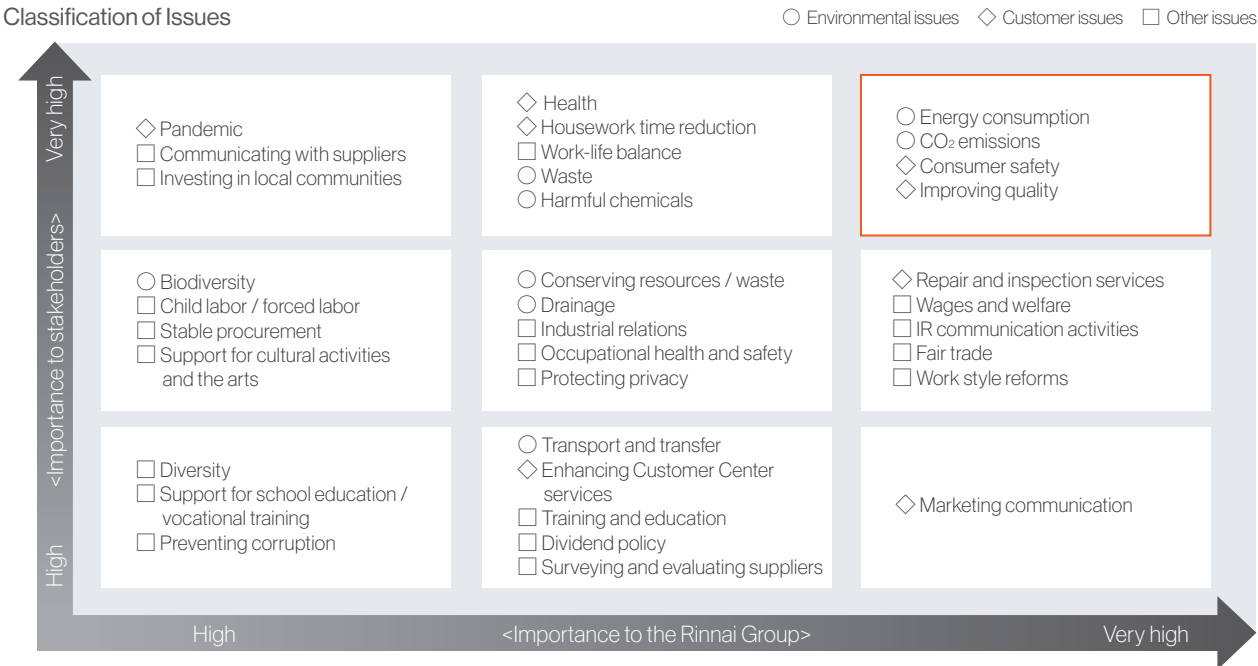 Classification of Issues
○ Environmental issues ◇ Customer issues □ Other issues
Very high
<Importance to stakeholders>
High
◇ Pandemic
□ Communicating with suppliers
□ Investing in local communities
◇ Health
◇ Housework time reduction
□ Work-life balance
○ Waste
○ Harmful chemicals
○ Energy consumption
○ CO₂ emissions
◇ Consumer safety
◇ Improving quality
○ Biodiversity
□ Child labor / forced labor
□ Stable procurement
□ Support for cultural activities
and the arts
○ Conserving resources / waste
○ Drainage
□ Industrial relations
□ Occupational health and safety
□ Protecting privacy
◇ Repair and inspection services
□ Wages and welfare
□ IR communication activities
□ Fair trade
□ Work style reforms
□ Diversity
□ Support for school education /
vocational training
□ Preventing corruption
○ Transport and transfer
◇ Enhancing Customer Center
services
□ Training and education
□ Dividend policy
□ Surveying and evaluating suppliers
◇ Marketing communication
High <Importance to the Rinnai Group> Very high